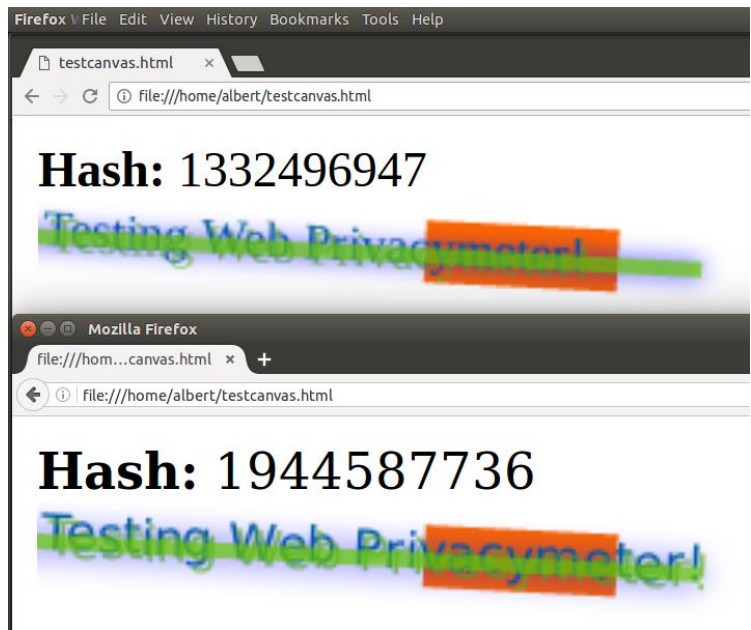 Firefox File Edit View History Bookmarks Tools Help
testcanvas.html
file:///home/albert/testcanvas.html
Hash: 1332496947
Testing Web Privacymeter!
Mozilla Firefox
file:///hom...canvas.html
file:///home/albert/testcanvas.html
Hash: 1944587736
Testing Web Privacymeter!